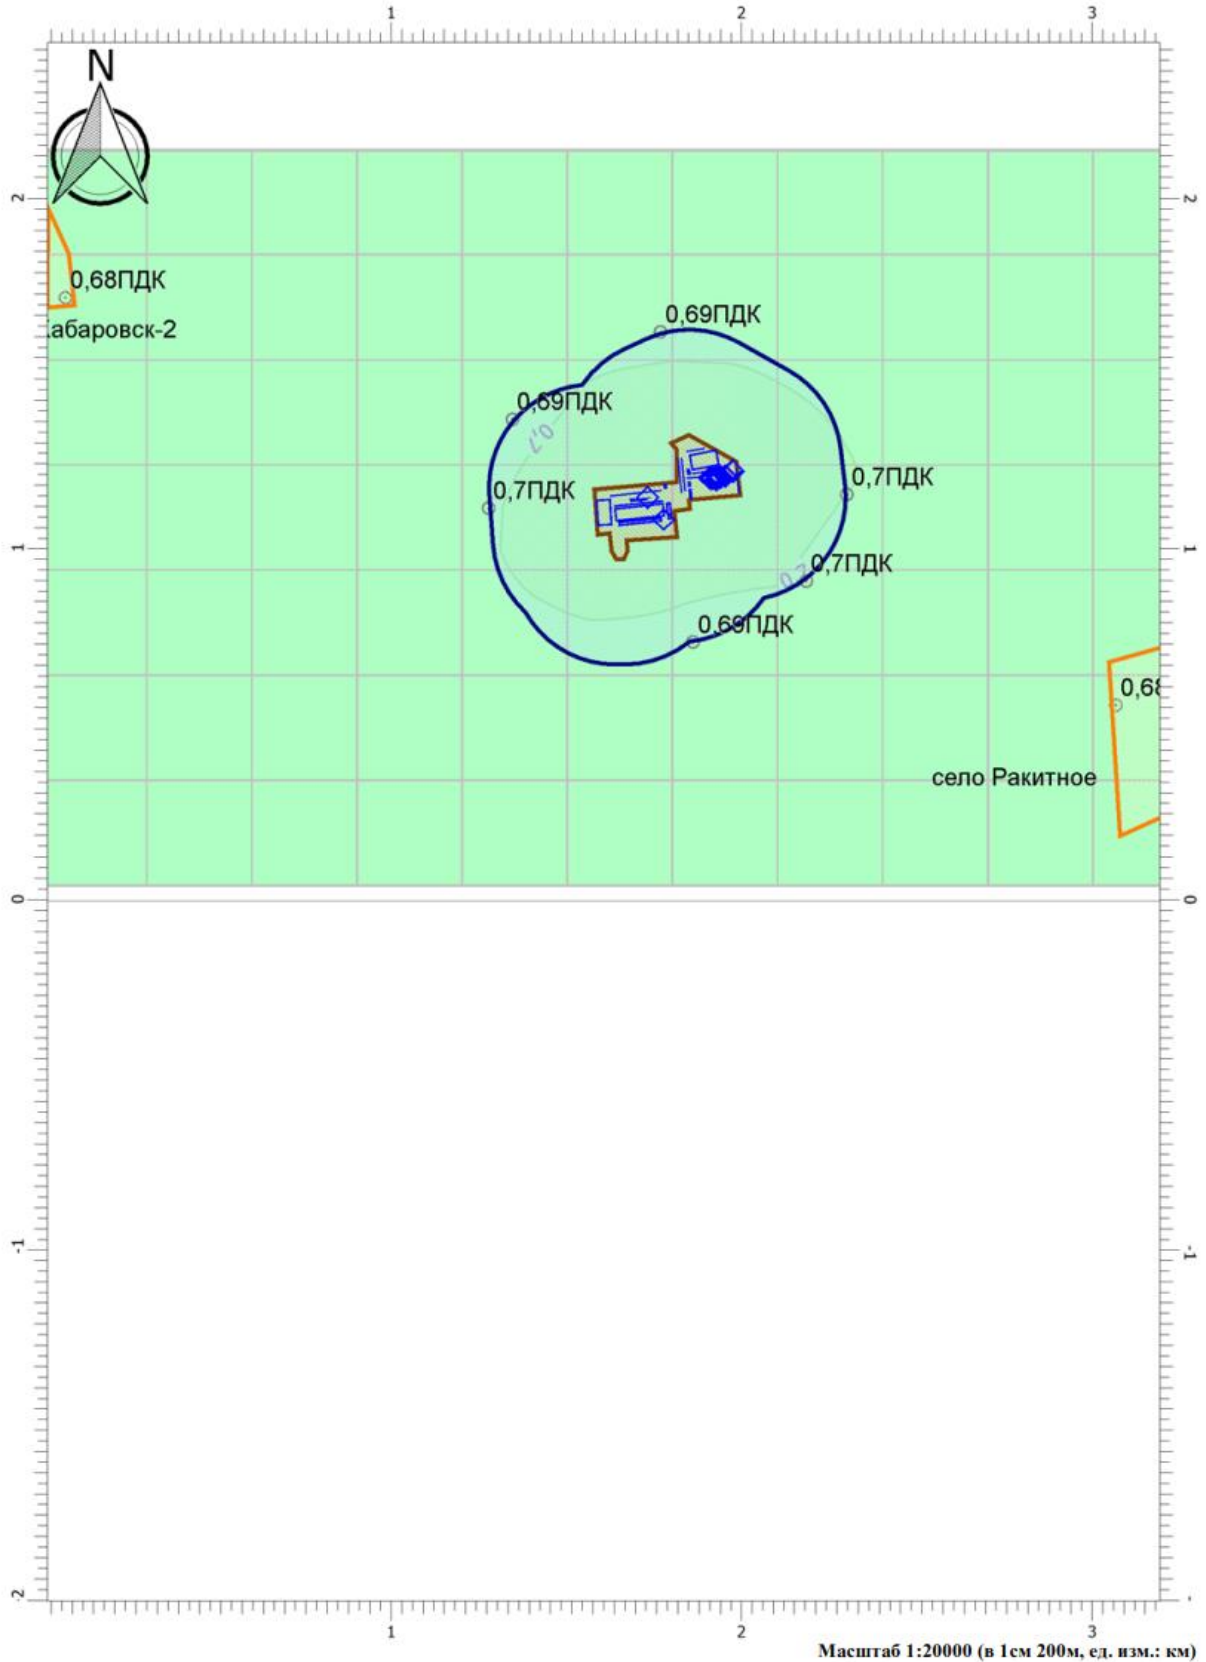 1 2 3
N
2 2
0,68ПДК
абаровск-2
0,69ПДК
0,69ПДК
0,7
0,7ПДК
0,7ПДК
1 1
0,7ПДК
0,7
0,69ПДК
0,68
село Ракитное
0 0
-1 -1
-2
1 2 3
Масштаб 1:20000 (в 1см 200м, ед. изм.: км)